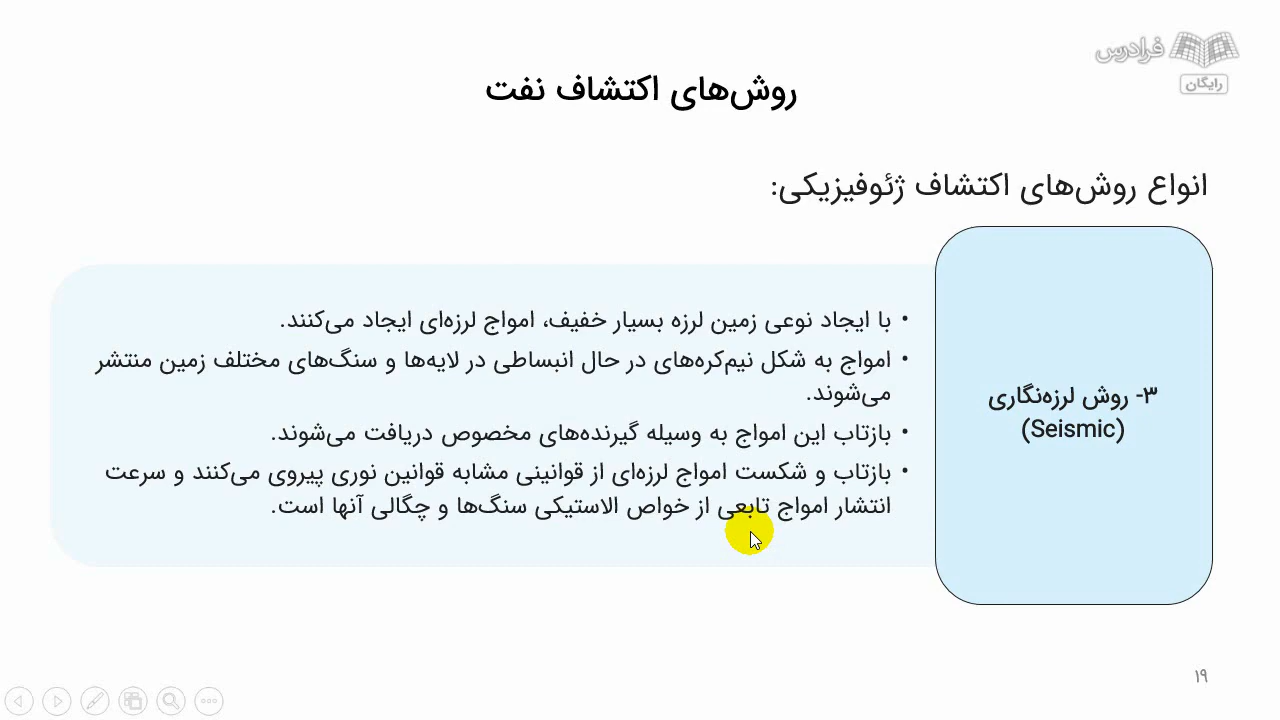 فرادرس
رایگان
روش‌های اکتشاف نفت
انواع روش‌های اکتشاف ژئوفیزیکی:
۳- روش لرزه‌نگاری
(Seismic)
• با ایجاد نوعی زمین لرزه بسیار خفیف، امواج لرزه‌ای ایجاد می‌کنند.
• امواج به شکل نیم‌کره‌های در حال انبساطی در لایه‌ها و سنگ‌های مختلف زمین منتشر
می‌شوند.
• بازتاب این امواج به وسیله گیرنده‌های مخصوص دریافت می‌شوند.
• بازتاب و شکست امواج لرزه‌ای از قوانینی مشابه قوانین نوری پیروی می‌کنند و سرعت
انتشار امواج تابعی از خواص الاستیکی سنگ‌ها و چگالی آنها است.
۱۹